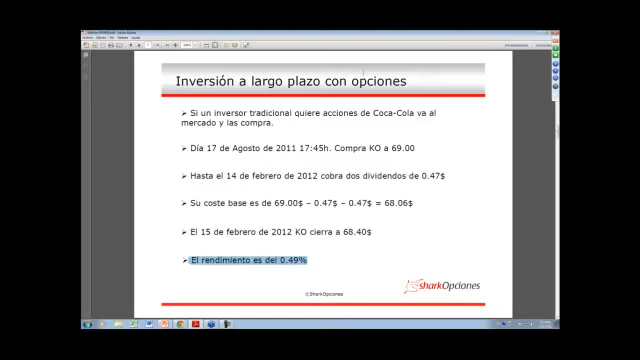 Inversión a largo plazo con opciones
➢ Si un inversor tradicional quiere acciones de Coca-Cola va al
mercado y las compra.
➢ Día 17 de Agosto de 2011 17:45h. Compra KO a 69.00
➢ Hasta el 14 de febrero de 2012 cobra dos dividendos de 0.47$
➢ Su coste base es de 69.00$ – 0.47$ – 0.47$ = 68.06$
➢ El 15 de febrero de 2012 KO cierra a 68.40$
➢ El rendimiento es del 0.49%
sharkOpciones
©SharkOpciones